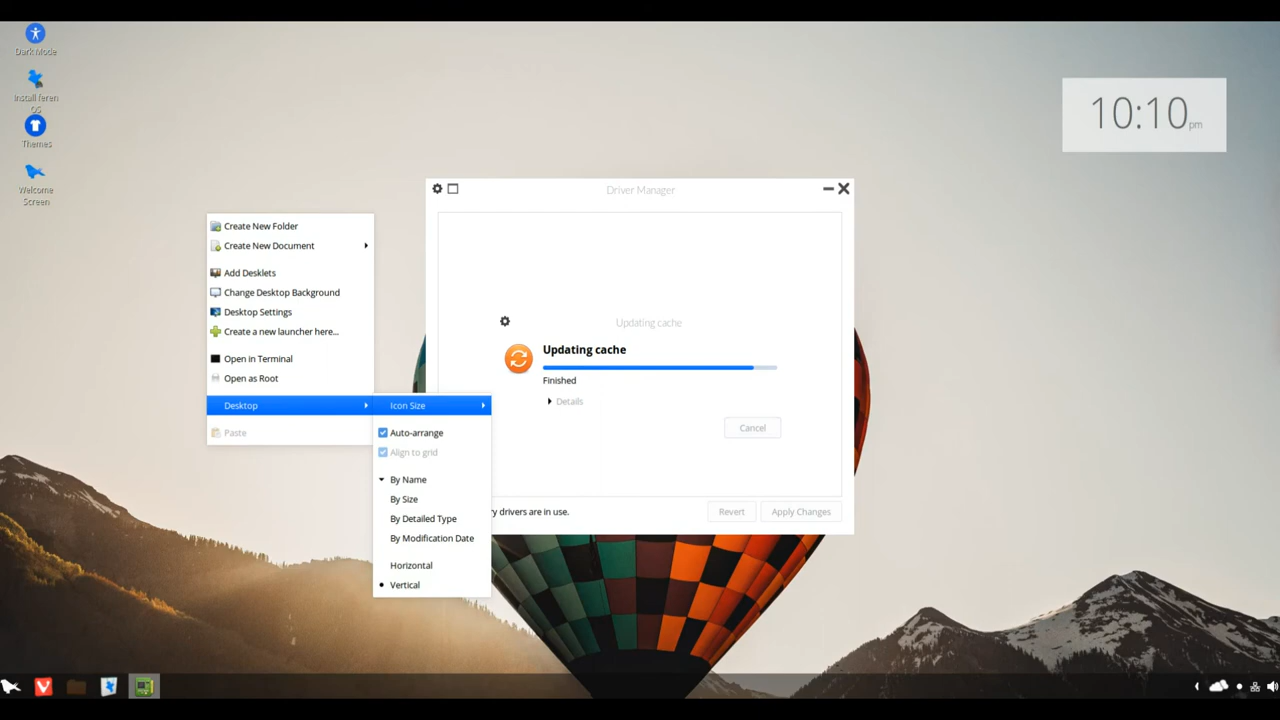 Dark Mode
Install feren
OS
Themes
Welcome
Screen
10:10 pm
Driver Manager
Create New Folder
Create New Document
Add Desklets
Change Desktop Background
Desktop Settings
Create a new launcher here...
Open in Terminal
Open as Root
Desktop
Paste
Icon Size
Auto-arrange
Align to grid
By Name
By Size
By Detailed Type
By Modification Date
Horizontal
Vertical
Updating cache
Updating cache
Finished
Details
Cancel
drivers are in use.
Revert
Apply Changes